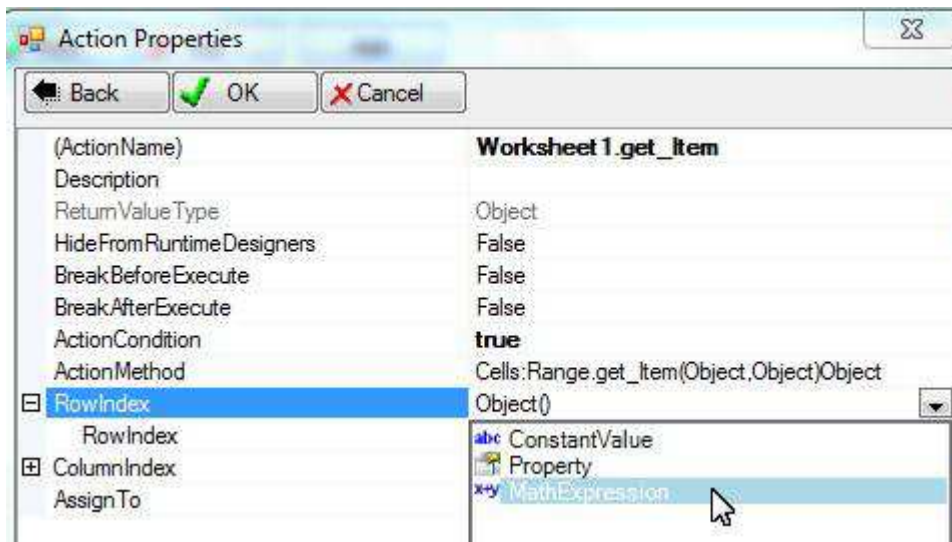 Action Properties
Back OK Cancel
(ActionName) Worksheet1.get_Item
Description
ReturnValueType Object
HideFromRuntimeDesigners False
BreakBeforeExecute False
BreakAfterExecute False
ActionCondition true
ActionMethod Cells:Range.get_Item(Object,Object)Object
RowIndex Object()
RowIndex abc ConstantValue
Property
ColumnIndex x+y MathExpression
AssignTo